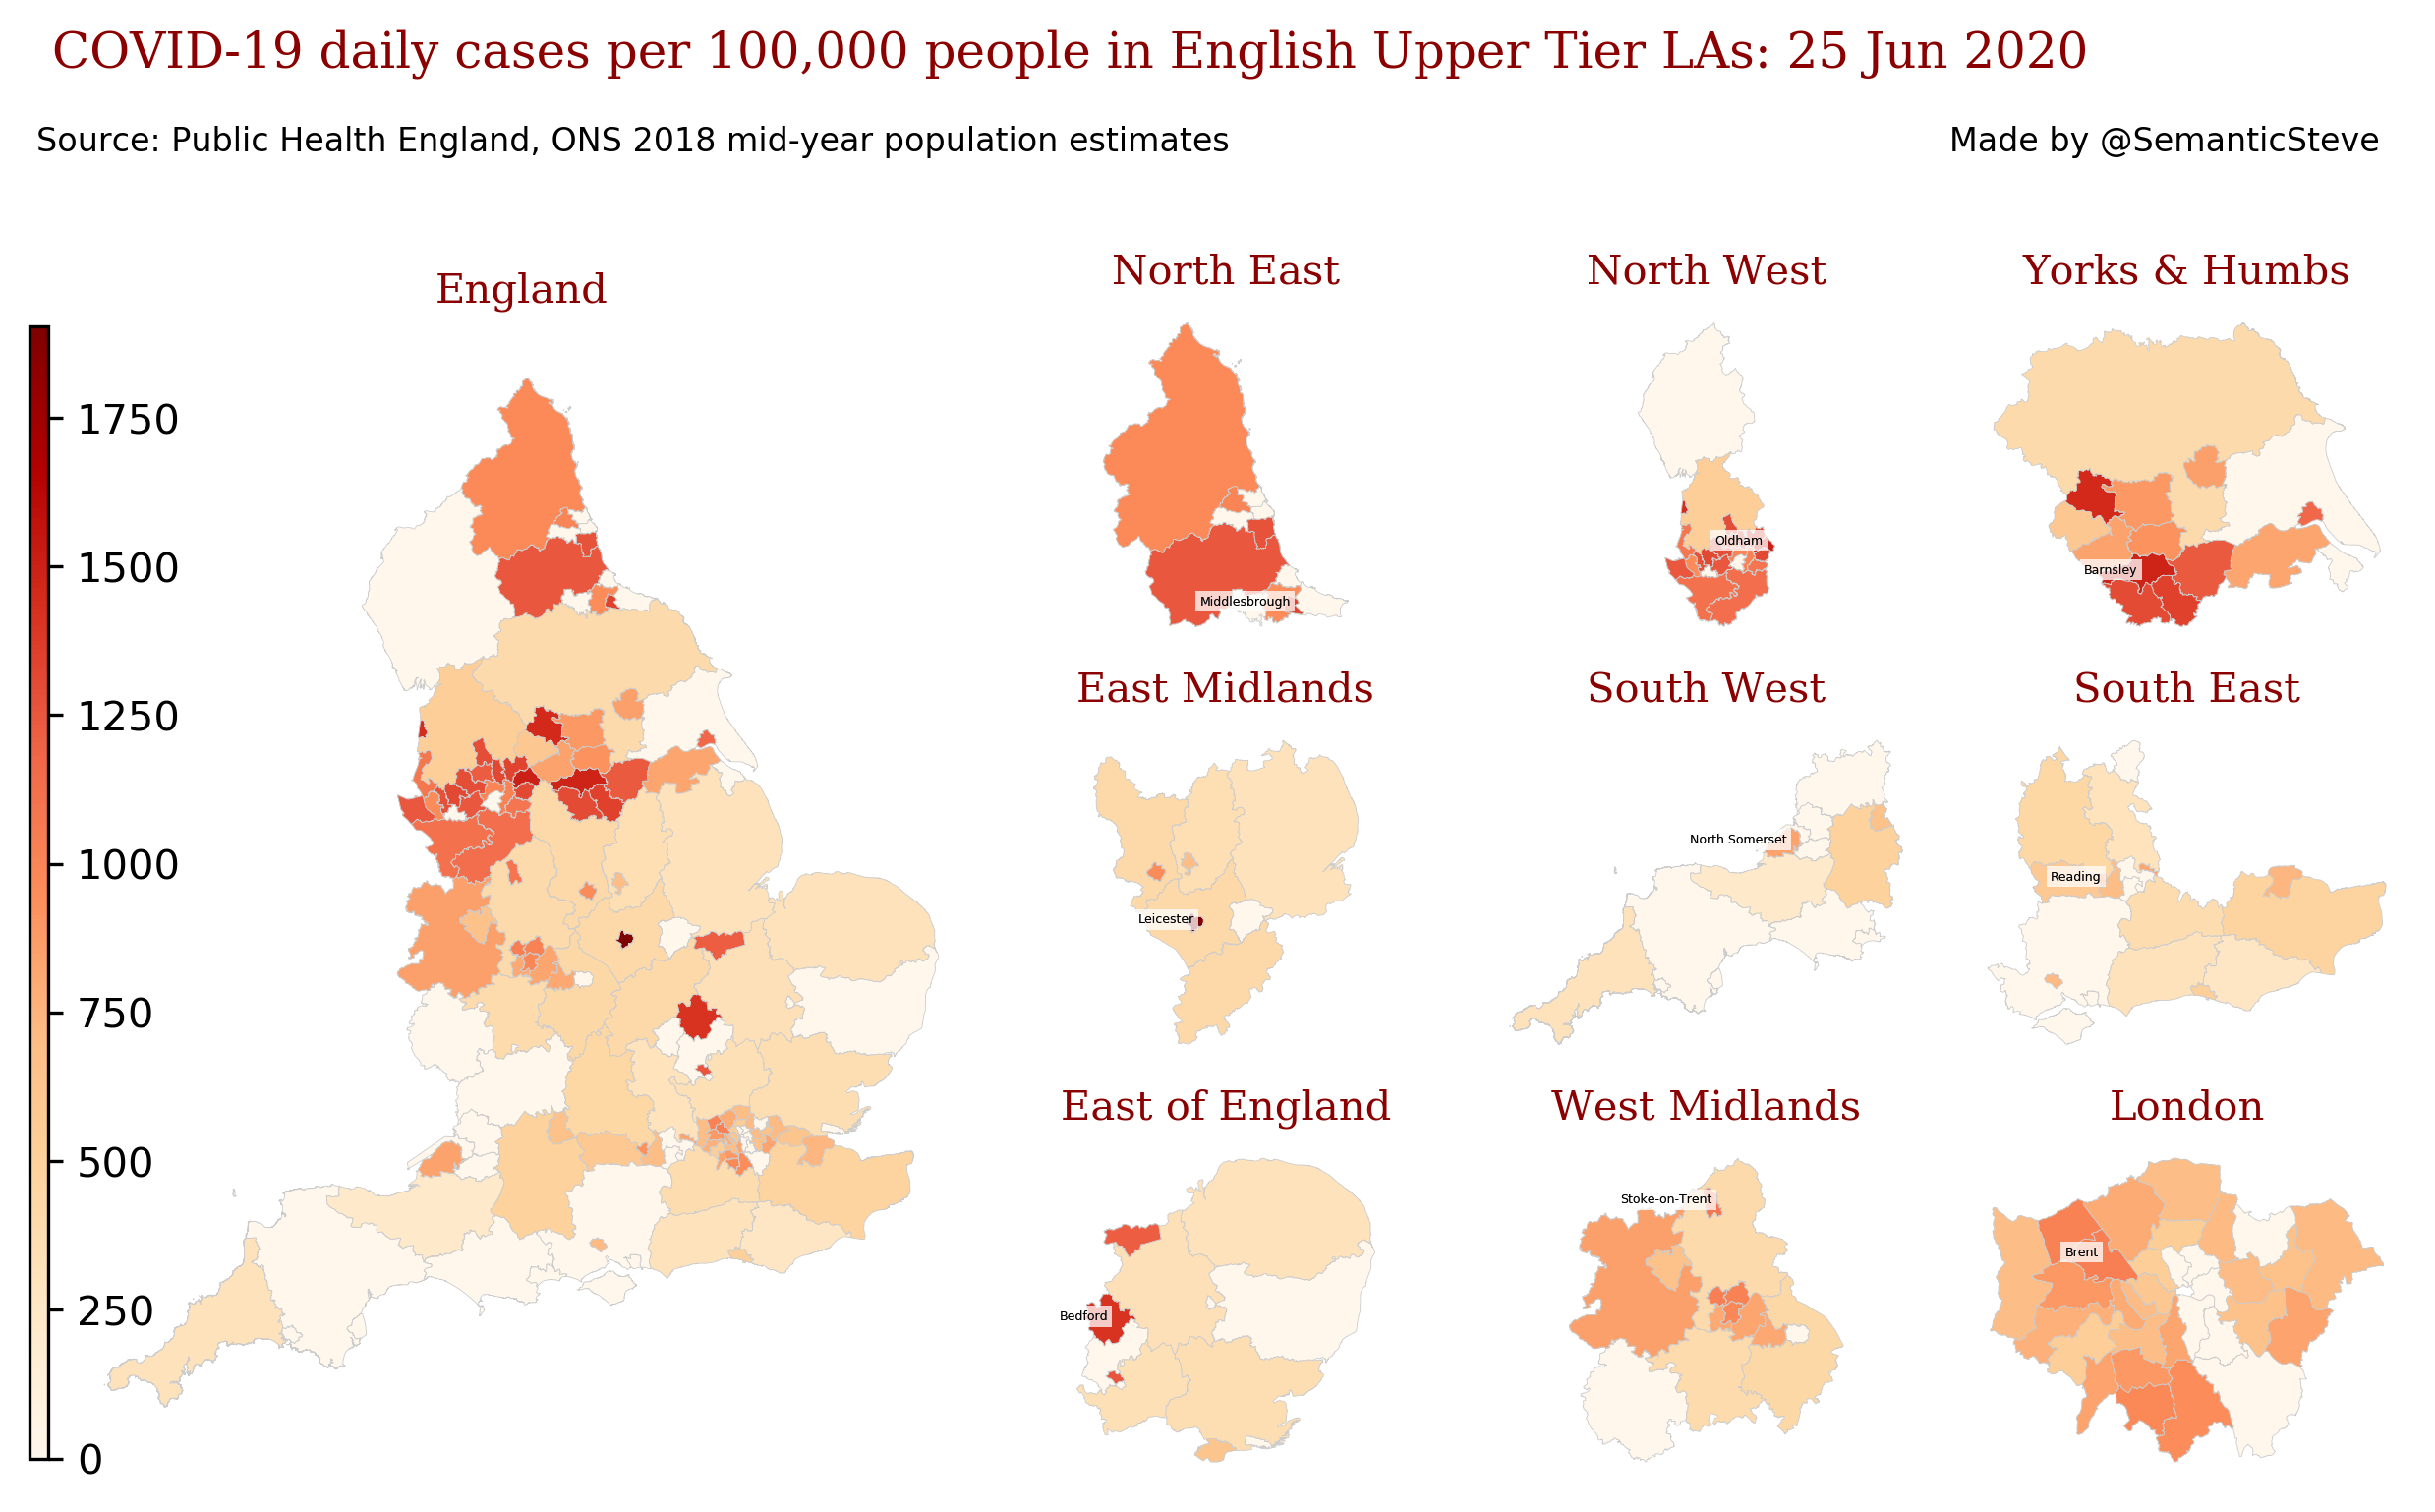 COVID-19 daily cases per 100,000 people in English Upper Tier LAs: 25 Jun 2020
Source: Public Health England, ONS 2018 mid-year population estimates
Made by @SemanticSteve
England
1750
1500
1250
1000
750
500
250
0
North East
Middlesbrough
North West
Oldham
Yorks & Humbs
Barnsley
East Midlands
Leicester
South West
North Somerset
South East
Reading
East of England
Bedford
West Midlands
Stoke-on-Trent
London
Brent